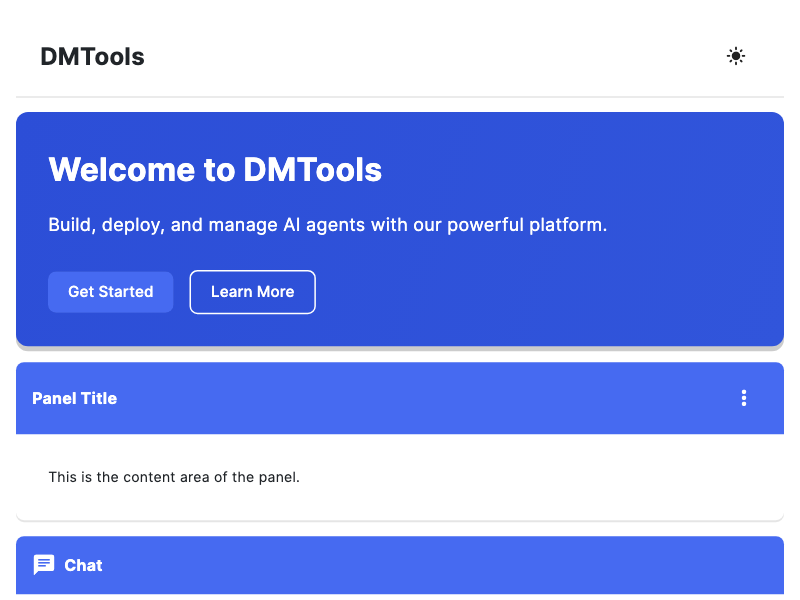 DMTools
Welcome to DMTools
Build, deploy, and manage AI agents with our powerful platform.
Get Started
Learn More
Panel Title
This is the content area of the panel.
Chat